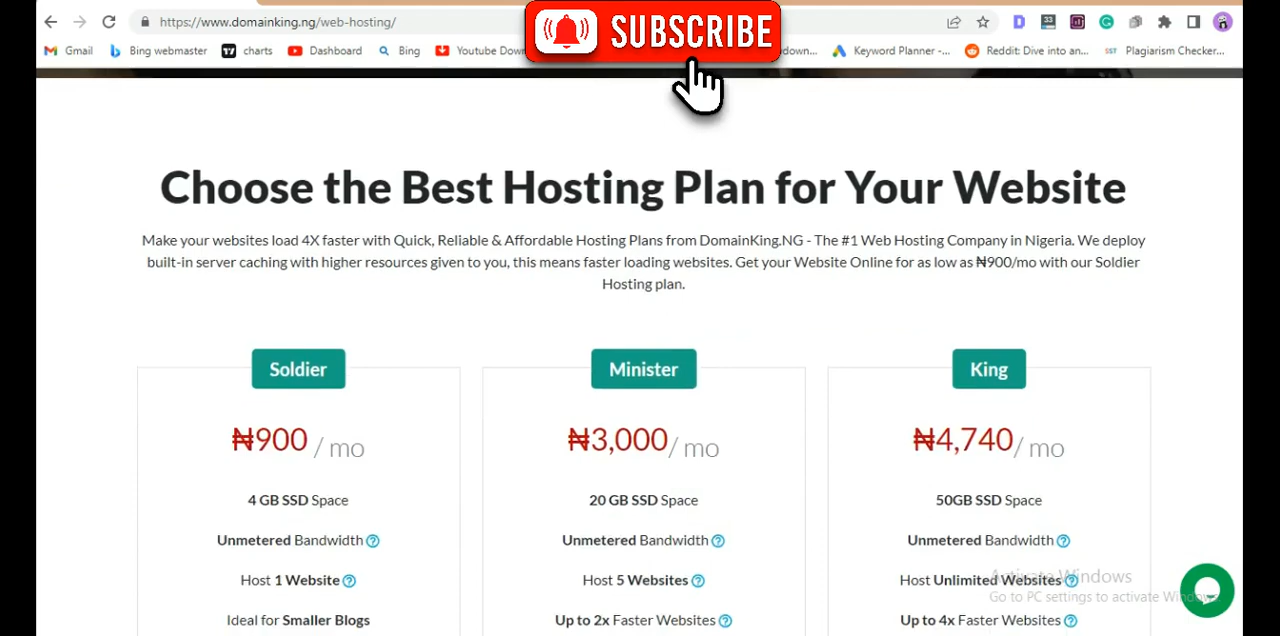 https://www.domainking.ng/web-hosting/
SUBSCRIBE
33
Gmail
Bing webmaster
charts
Dashboard
Bing
Youtube Down
down...
Keyword Planner -...
Reddit: Dive into an...
SST
Plagiarism Checker...
Choose the Best Hosting Plan for Your Website
Make your websites load 4X faster with Quick, Reliable & Affordable Hosting Plans from DomainKing.NG - The #1 Web Hosting Company in Nigeria. We deploy
built-in server caching with higher resources given to you, this means faster loading websites. Get your Website Online for as low as ₦900/mo with our Soldier
Hosting plan.
Soldier
₦900 / mo
4 GB SSD Space
Unmetered Bandwidth
Host 1 Website
Ideal for Smaller Blogs
Minister
₦3,000/ mo
20 GB SSD Space
Unmetered Bandwidth
Host 5 Websites
Up to 2x Faster Websites
King
₦4,740/ mo
50GB SSD Space
Unmetered Bandwidth
Host Unlimited Websites
Up to 4x Faster Websites
Activate Windows
Go to PC settings to activate Windows.